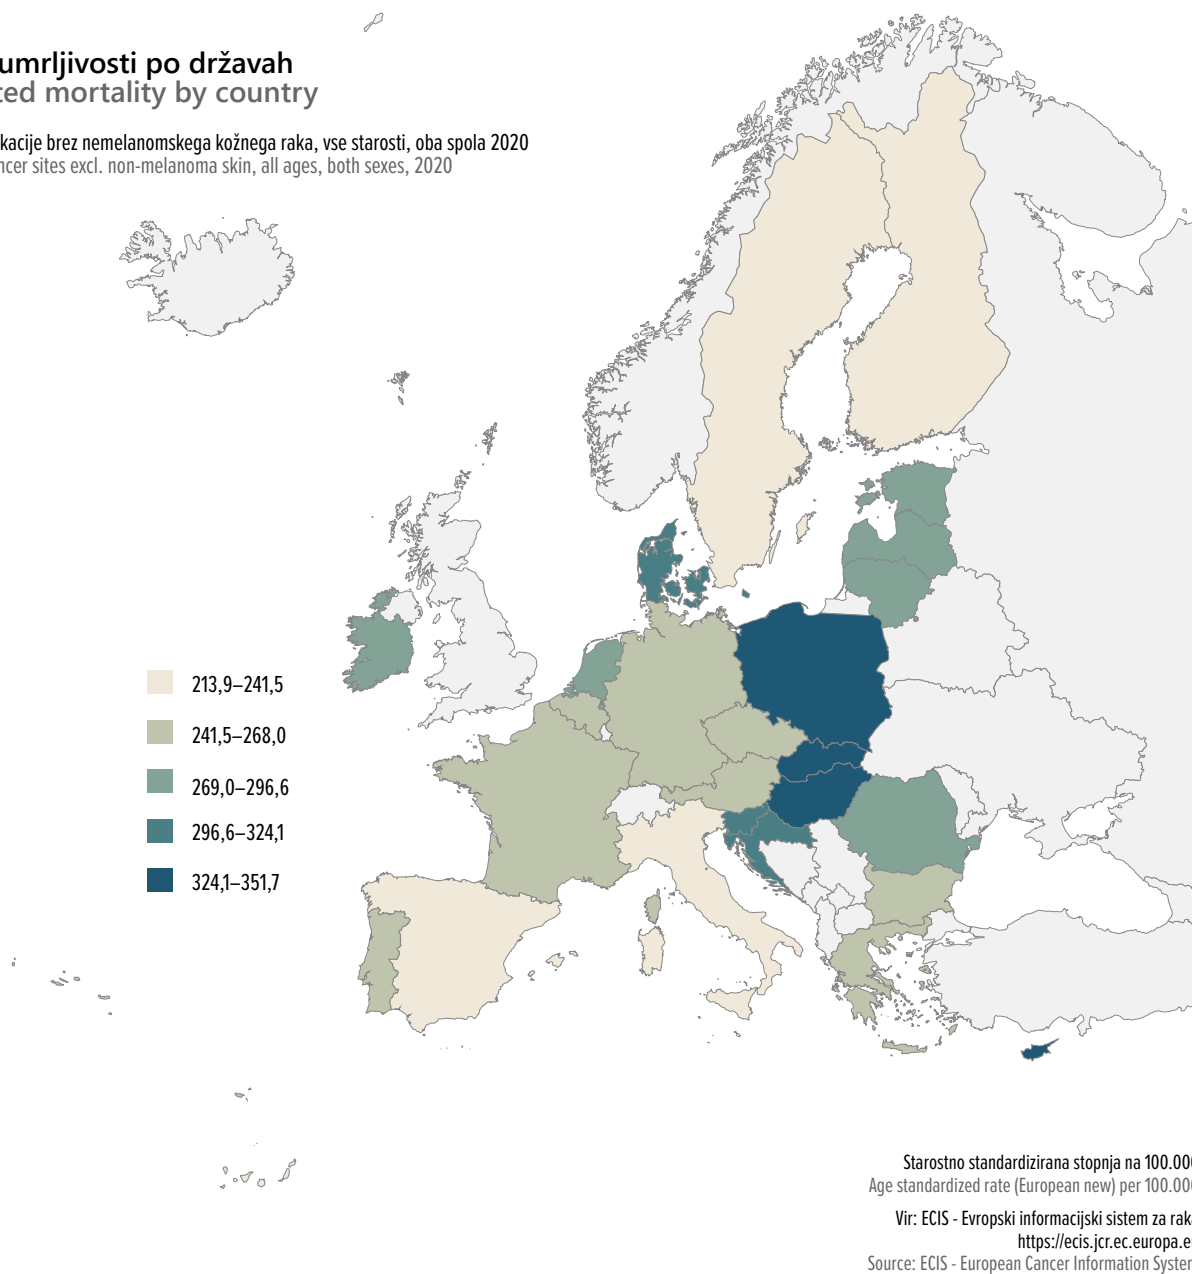 umrljivosti po državah
ted mortality by country
kacije brez nemelanomskega kožnega raka, vse starosti, oba spola 2020
ncer sites excl. non-melanoma skin, all ages, both sexes, 2020
213,9–241,5
241,5–268,0
269,0–296,6
296,6–324,1
324,1–351,7
Starostno standardizirana stopnja na 100.000
Age standardized rate (European new) per 100.000
Vir: ECIS - Evropski informacijski sistem za raka
https://ecis.jcr.ec.europa.e
Source: ECIS - European Cancer Information System